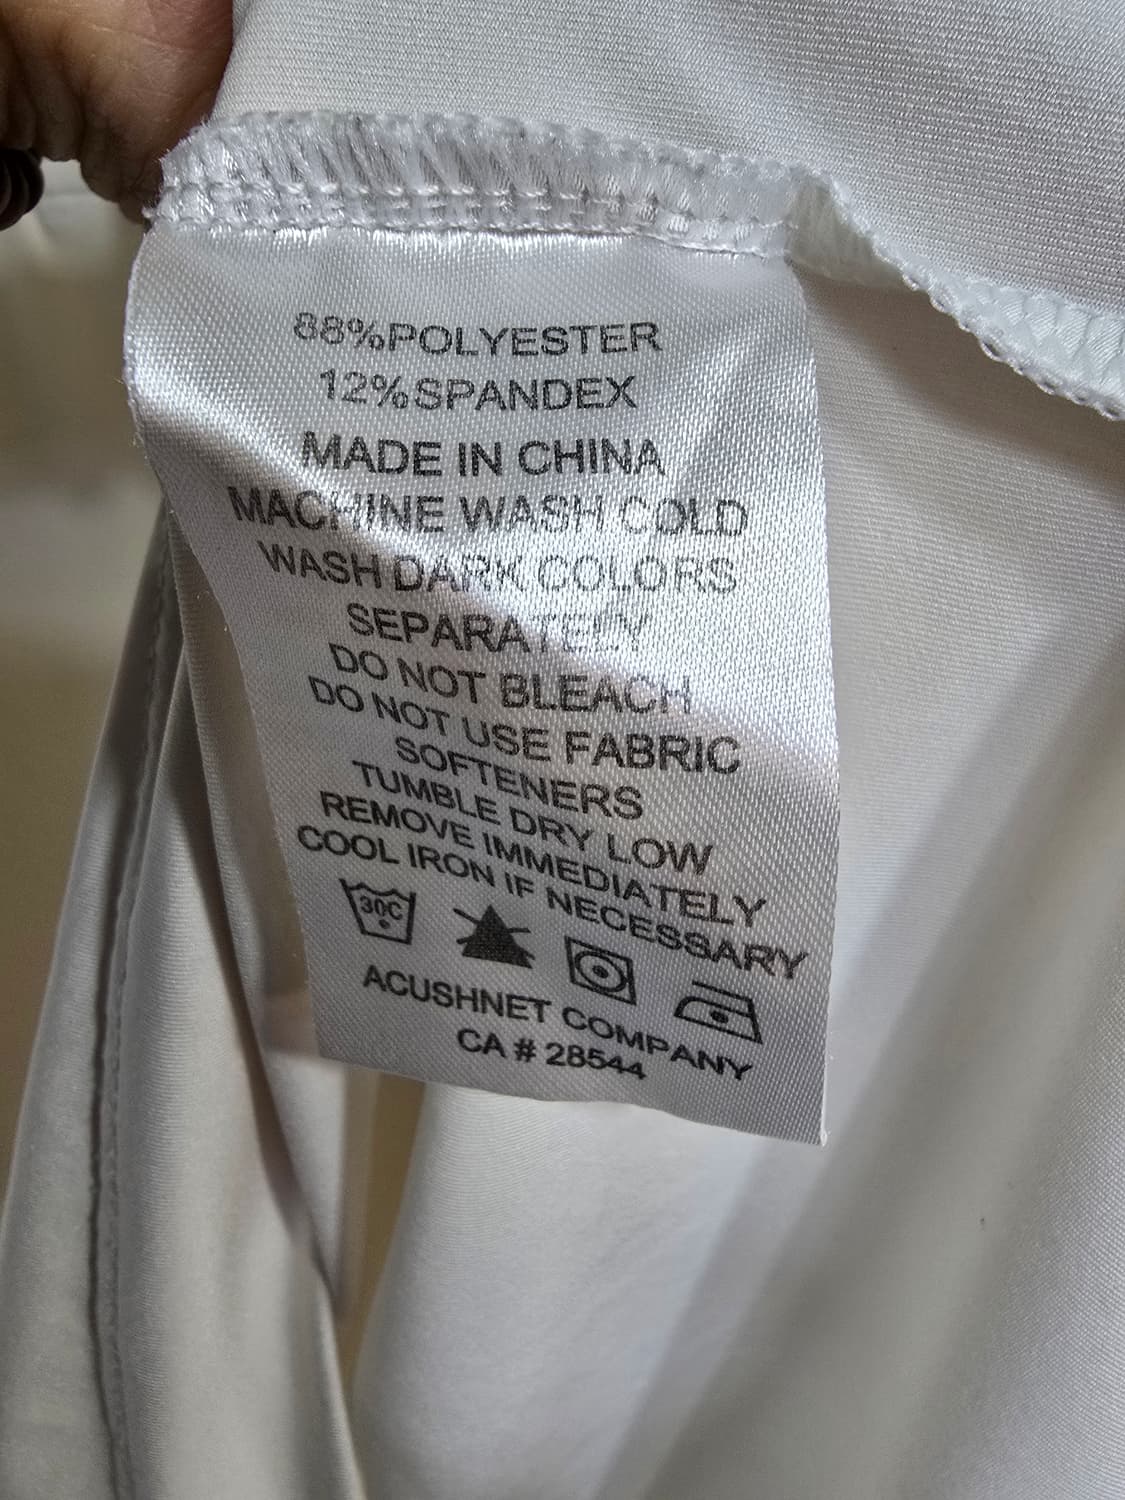 88%POLYESTER
12%SPANDEX
MADE IN CHINA
MACHINE WASH COLD
WASH DARK COLORS
SEPARATELY
DO NOT BLEACH
DO NOT USE FABRIC
SOFTENERS
TUMBLE DRY LOW
REMOVE IMMEDIATELY
COOL IRON IF NECESSARY
30C
ACUSHNET COMPANY
CA # 28544